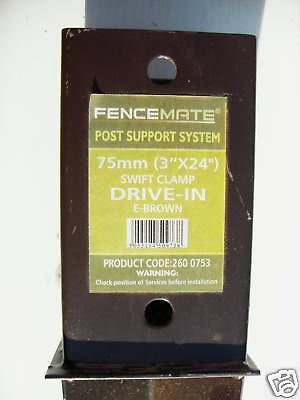 FENCEMATE®
POST SUPPORT SYSTEM
75mm (3"X24")
SWIFT CLAMP
DRIVE-IN
E-BROWN
PRODUCT CODE:260 0753
WARNING:
Check position of Services before installation